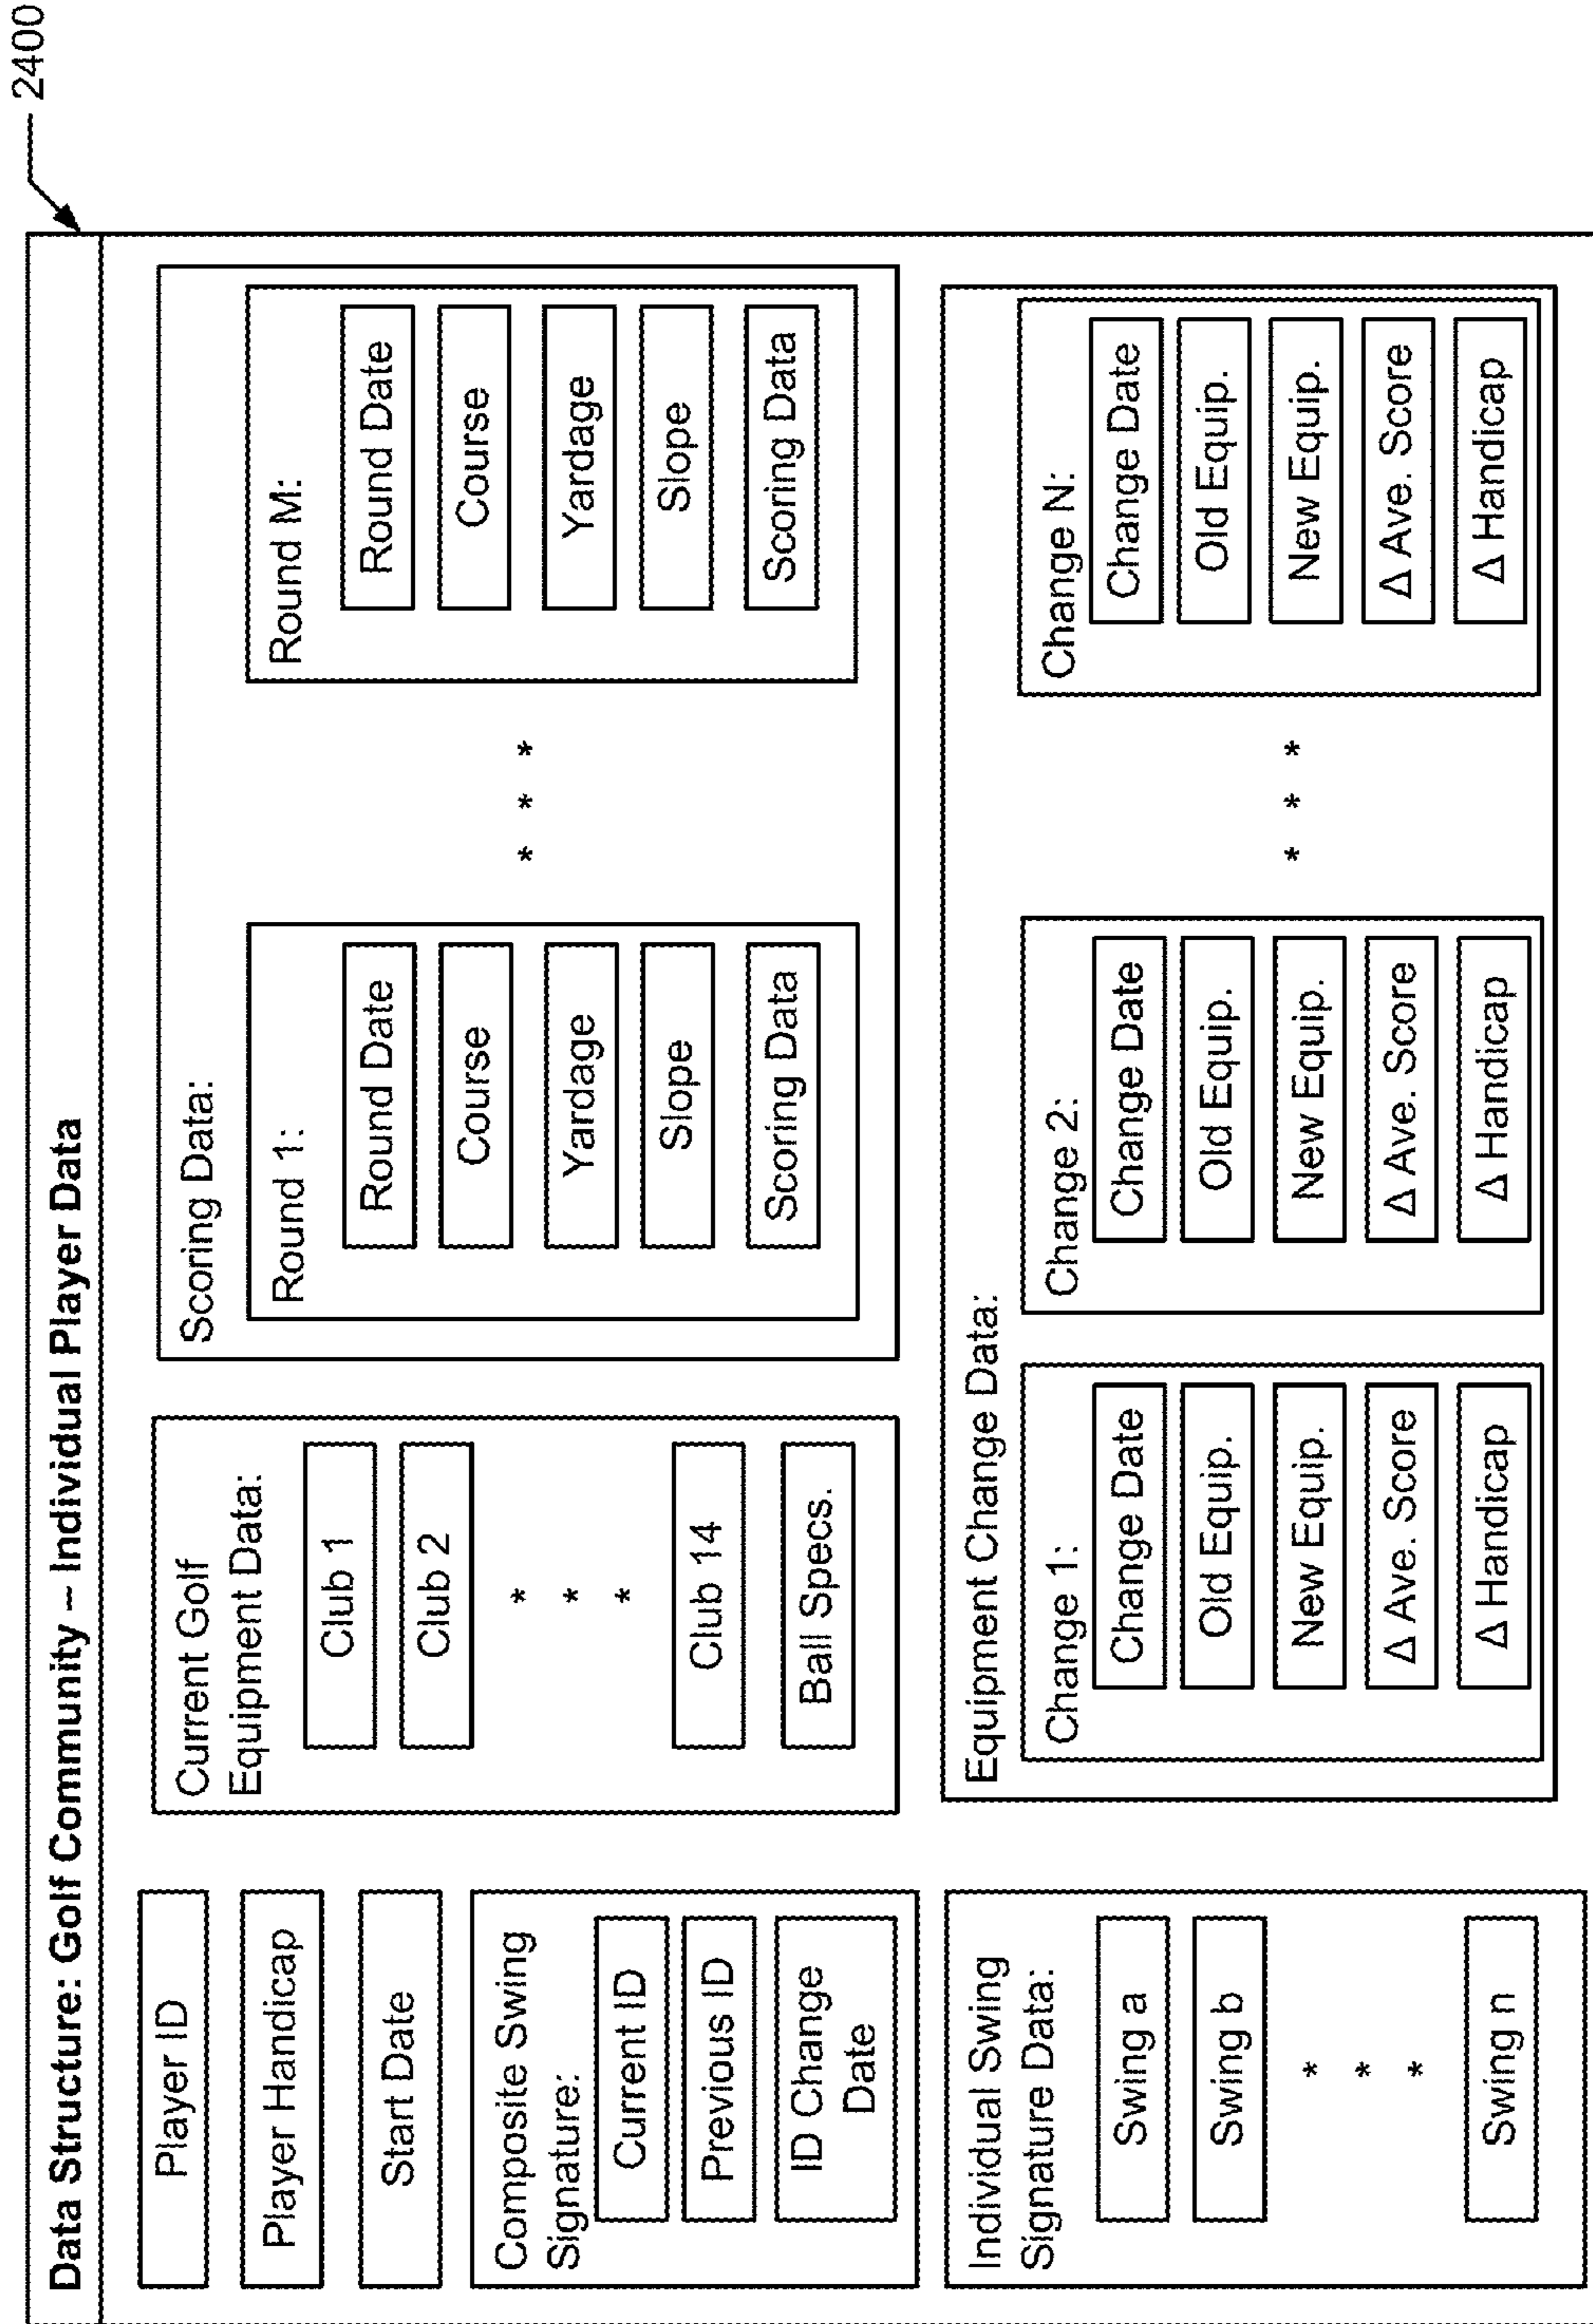 2400
Data Structure: Golf Community – Individual Player Data
Player ID
Player Handicap
Start Date
Composite Swing
Signature:
Current ID
Previous ID
ID Change
Date
Individual Swing
Signature Data:
Swing a
Swing b
*
*
*
Swing n
Current Golf
Equipment Data:
Club 1
Club 2
*
*
*
Club 14
Ball Specs.
Scoring Data:
Round 1:
Round Date
Course
Yardage
Slope
Scoring Data
* * *
Round M:
Round Date
Course
Yardage
Slope
Scoring Data
Equipment Change Data:
Change 1:
Change Date
Old Equip.
New Equip.
Δ Ave. Score
Δ Handicap
Change 2:
Change Date
Old Equip.
New Equip.
Δ Ave. Score
Δ Handicap
* * *
Change N:
Change Date
Old Equip.
New Equip.
Δ Ave. Score
Δ Handicap